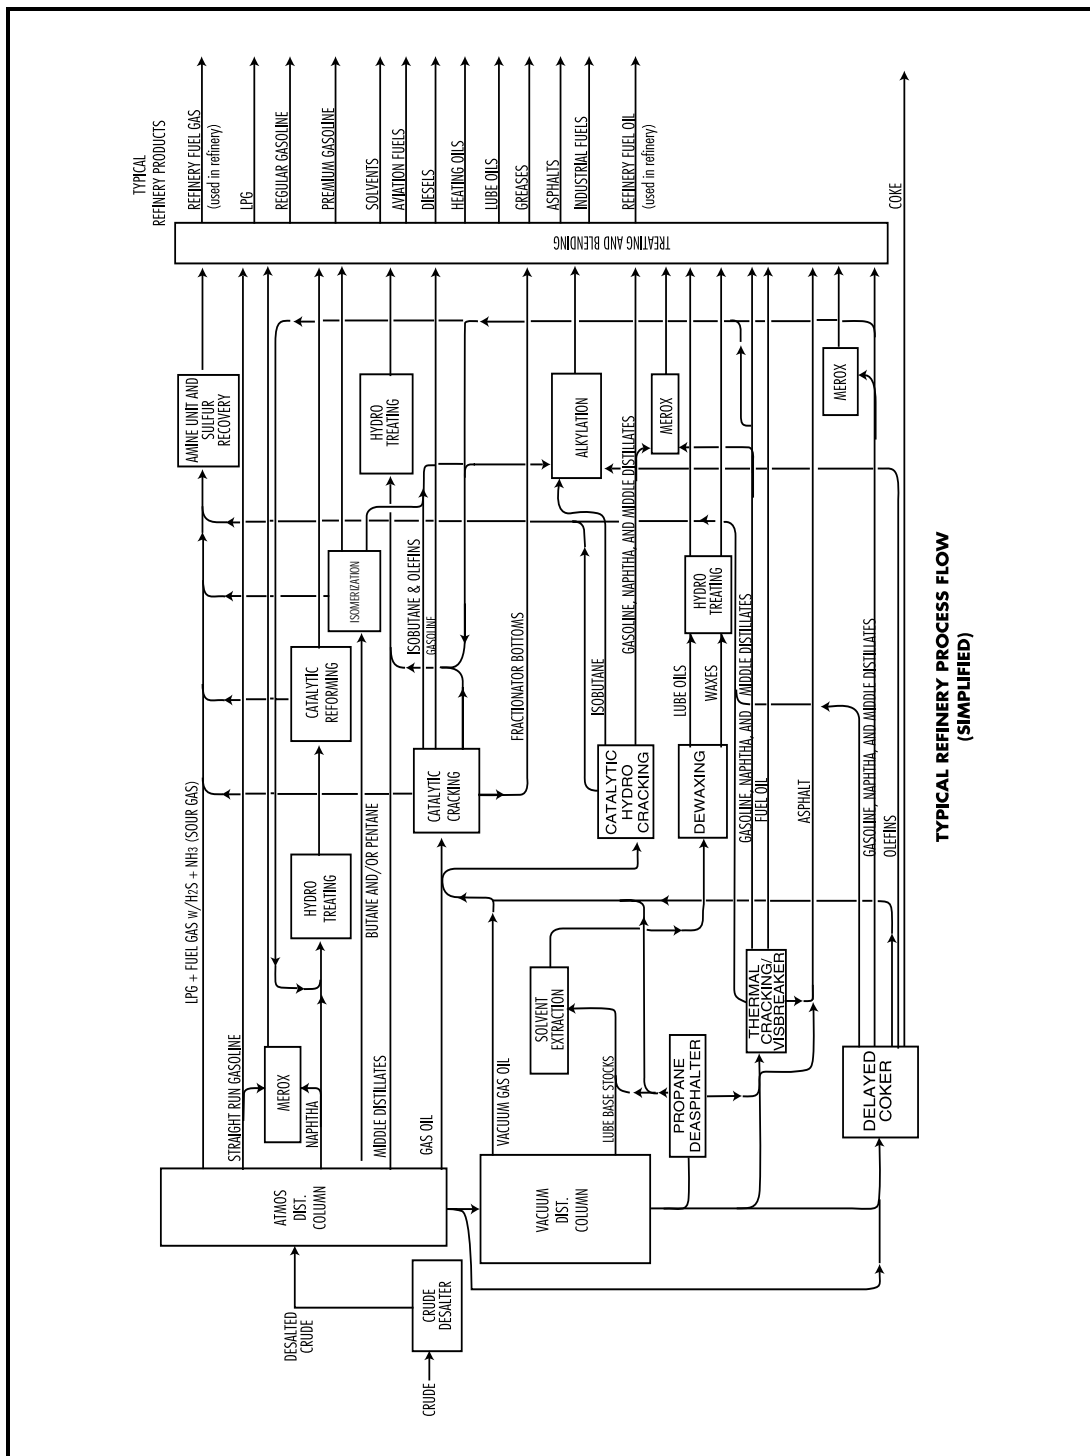 TYPICAL
REFINERY PRODUCTS
REFINERY FUEL GAS
(used in refinery)
LPG
REGULAR GASOLINE
PREMIUM GASOLINE
SOLVENTS
AVIATION FUELS
DIESELS
HEATING OILS
LUBE OILS
GREASES
ASPHALTS
INDUSTRIAL FUELS
REFINERY FUEL OIL
(used in refinery)
COKE
TREATING AND BLENDING
AMINE UNIT AND
SULFUR
RECOVERY
HYDRO
TREATING
ALKYLATION
MEROX
MEROX
ISOMERIZATION
ISOBUTANE & OLEFINS
GASOLINE
GASOLINE, NAPHTHA, AND MIDDLE DISTILLATES
HYDRO
TREATING
CATALYTIC
REFORMING
FRACTIONATOR BOTTOMS
ISOBUTANE
LUBE OILS
WAXES
GASOLINE, NAPHTHA, AND MIDDLE DISTILLATES
FUEL OIL
ASPHALT
GASOLINE, NAPHTHA, AND MIDDLE DISTILLATES
OLEFINS
LPG + FUEL GAS w/H2S + NH3 (SOUR GAS)
HYDRO
TREATING
BUTANE AND/OR PENTANE
CATALYTIC
CRACKING
CATALYTIC
HYDRO
CRACKING
DEWAXING
SOLVENT
EXTRACTION
THERMAL
CRACKING/
VISBREAKER
STRAIGHT RUN GASOLINE
MEROX
NAPHTHA
MIDDLE DISTILLATES
GAS OIL
VACUUM GAS OIL
LUBE BASE STOCKS
PROPANE
DEASPHALTER
DELAYED
COKER
ATMOS
DIST.
COLUMN
VACUUM
DIST.
COLUMN
DESALTED
CRUDE
CRUDE
DESALTER
CRUDE
TYPICAL REFINERY PROCESS FLOW
(SIMPLIFIED)